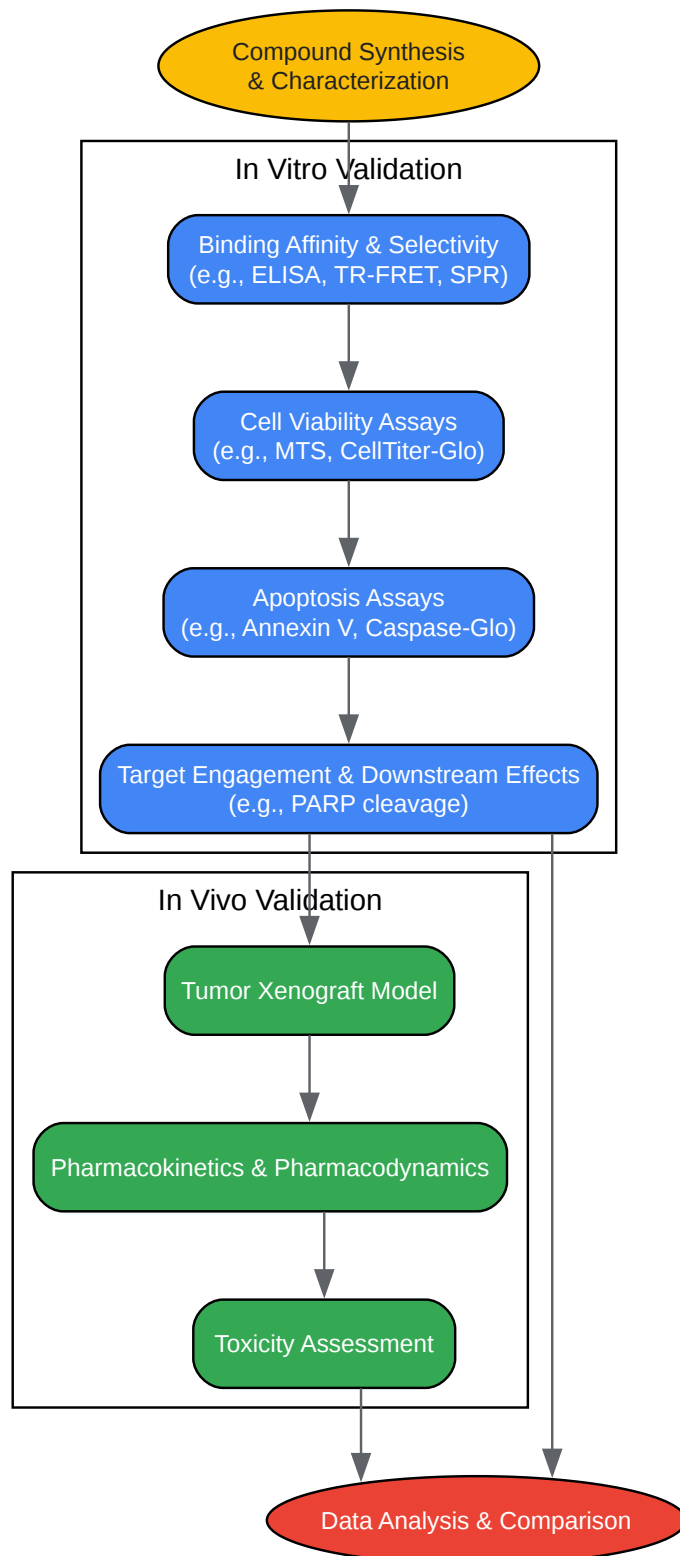 Compound Synthesis
& Characterization
In Vitro Validation
Binding Affinity & Selectivity
(e.g., ELISA, TR-FRET, SPR)
Cell Viability Assays
(e.g., MTS, CellTiter-Glo)
Apoptosis Assays
(e.g., Annexin V, Caspase-Glo)
Target Engagement & Downstream Effects
(e.g., PARP cleavage)
In Vivo Validation
Tumor Xenograft Model
Pharmacokinetics & Pharmacodynamics
Toxicity Assessment
Data Analysis & Comparison